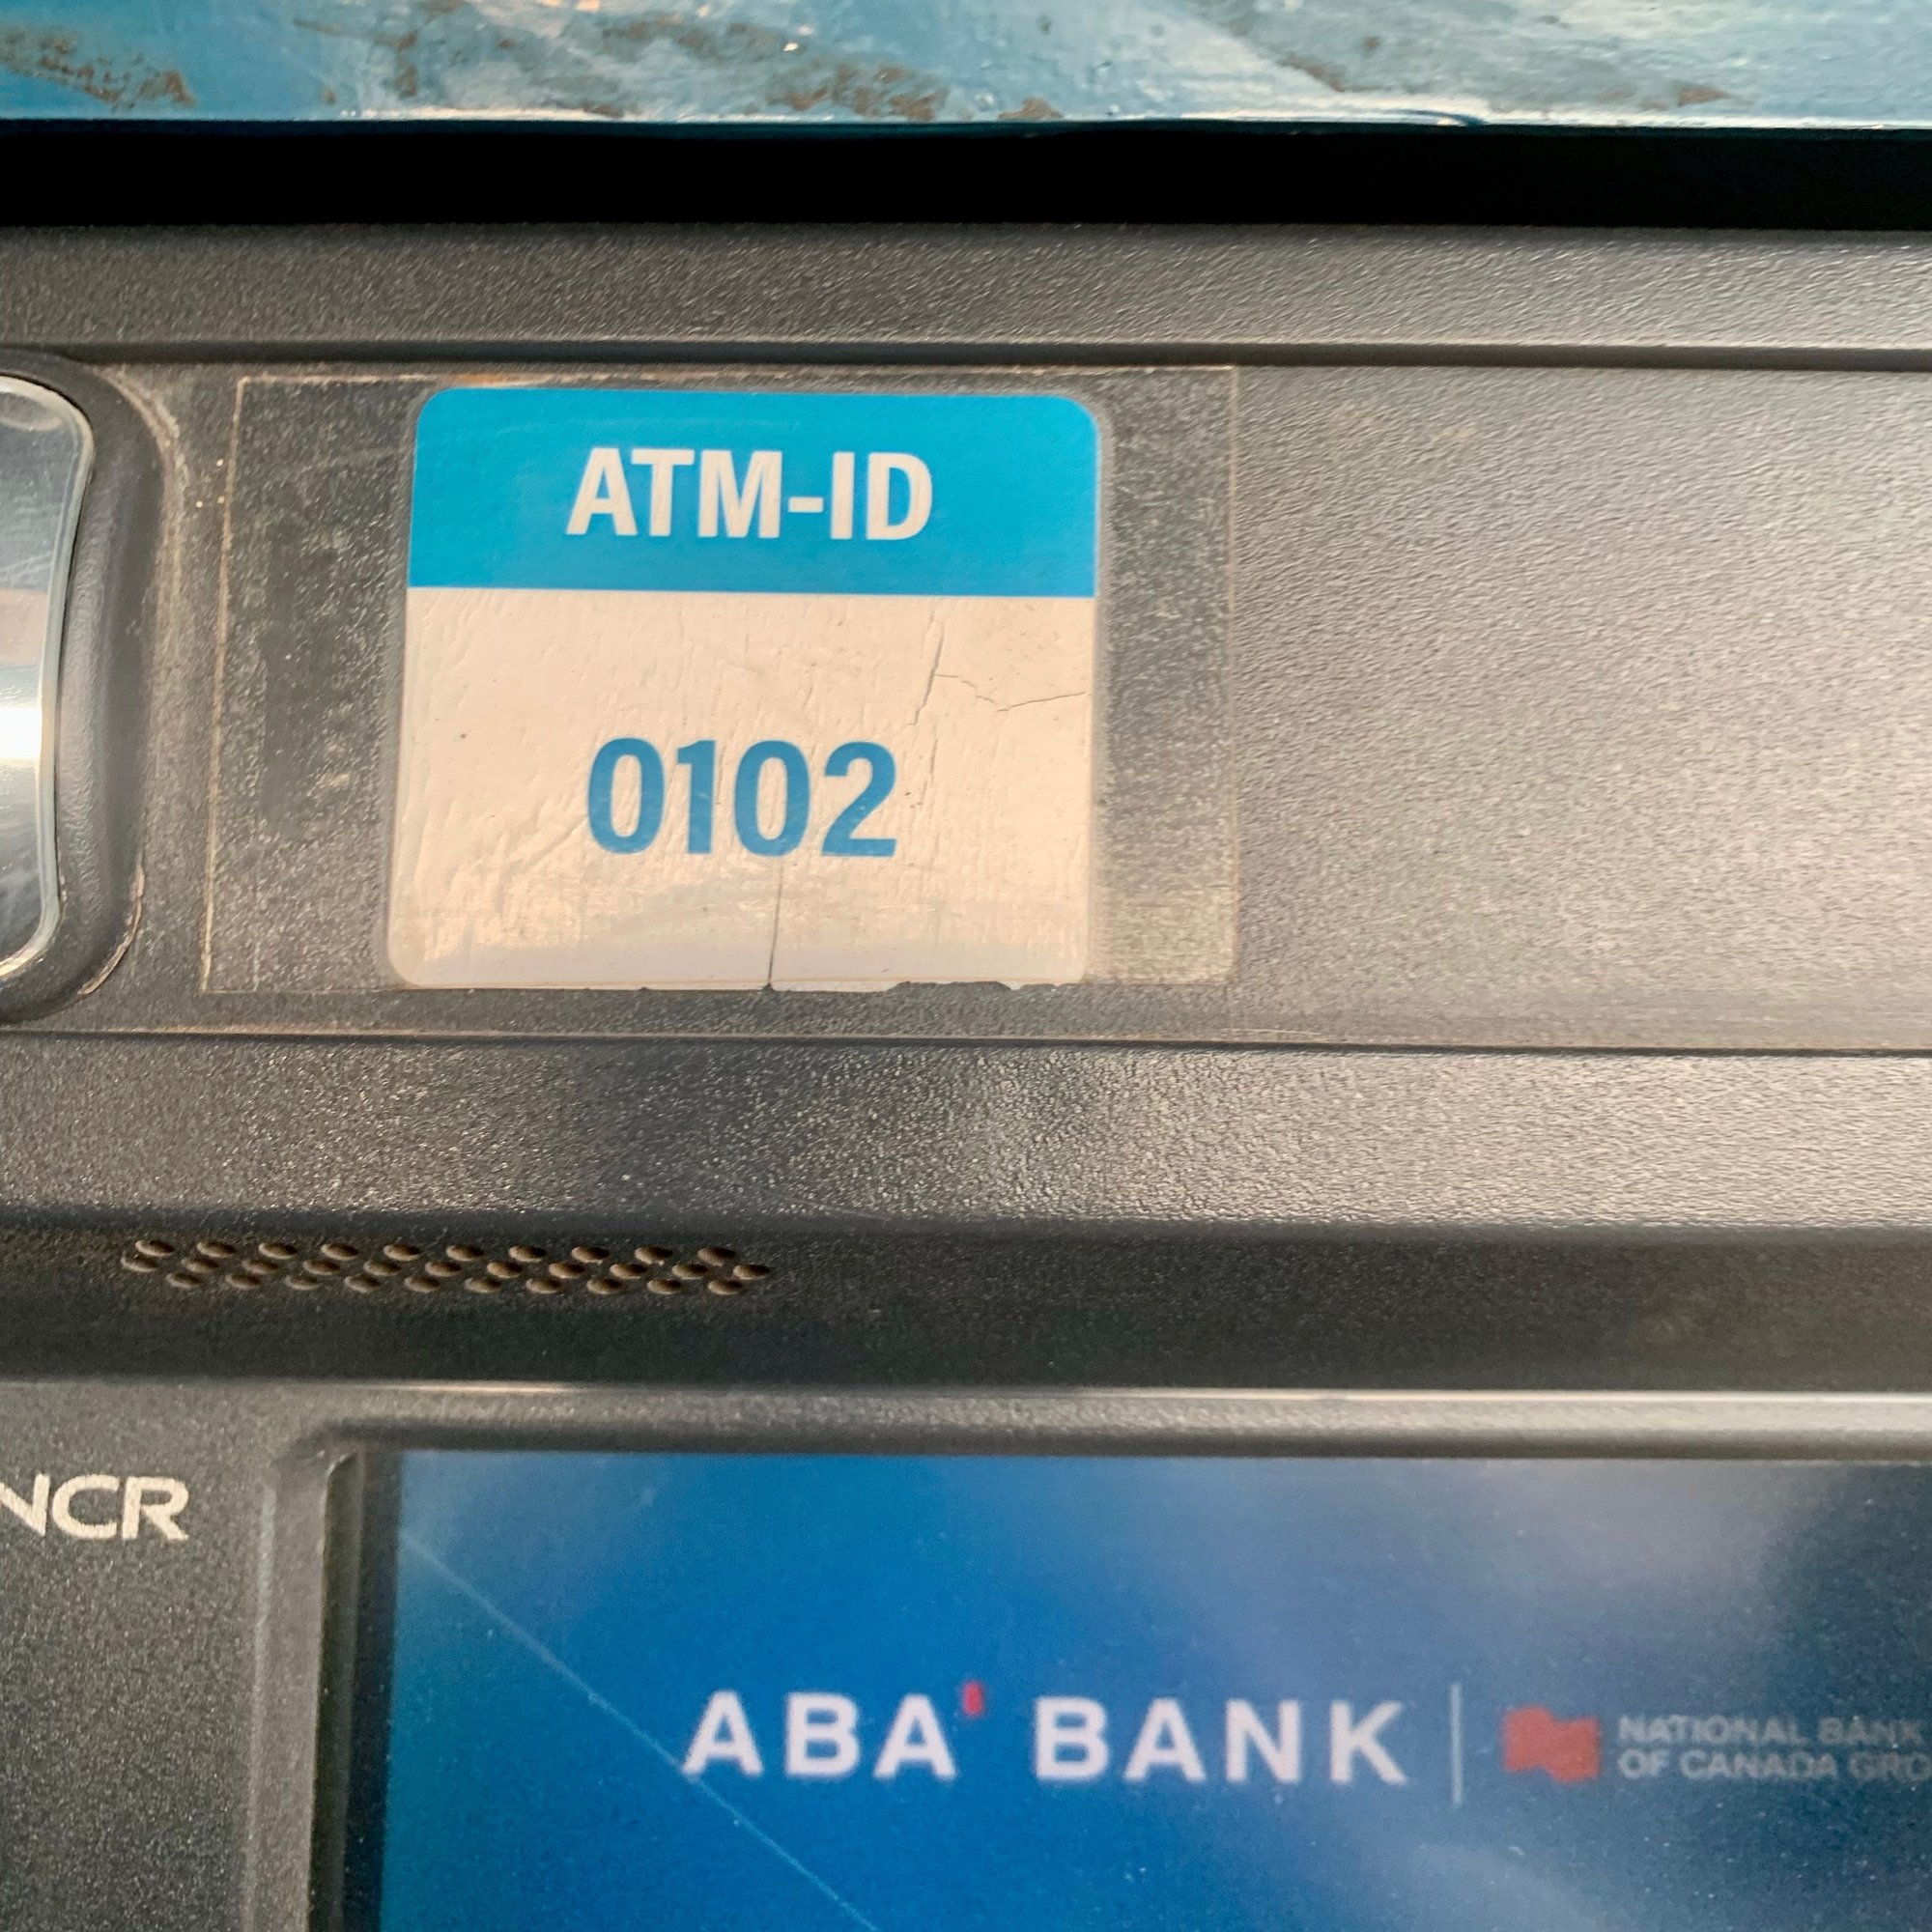 ATM-ID
0102
NCR
ABA' BANK
NATIONAL BANK
OF CANADA